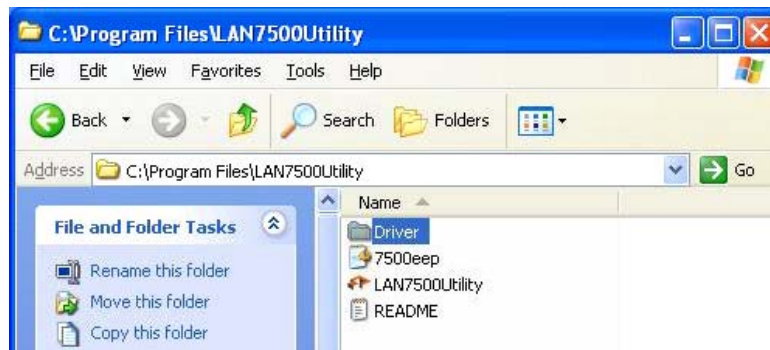 C:\Program Files\LAN7500Utility
File Edit View Favorites Tools Help
Back Search Folders
Address C:\Program Files\LAN7500Utility Go
Name
File and Folder Tasks
Driver
7500eep
Rename this folder
LAN7500Utility
Move this folder
README
Copy this folder